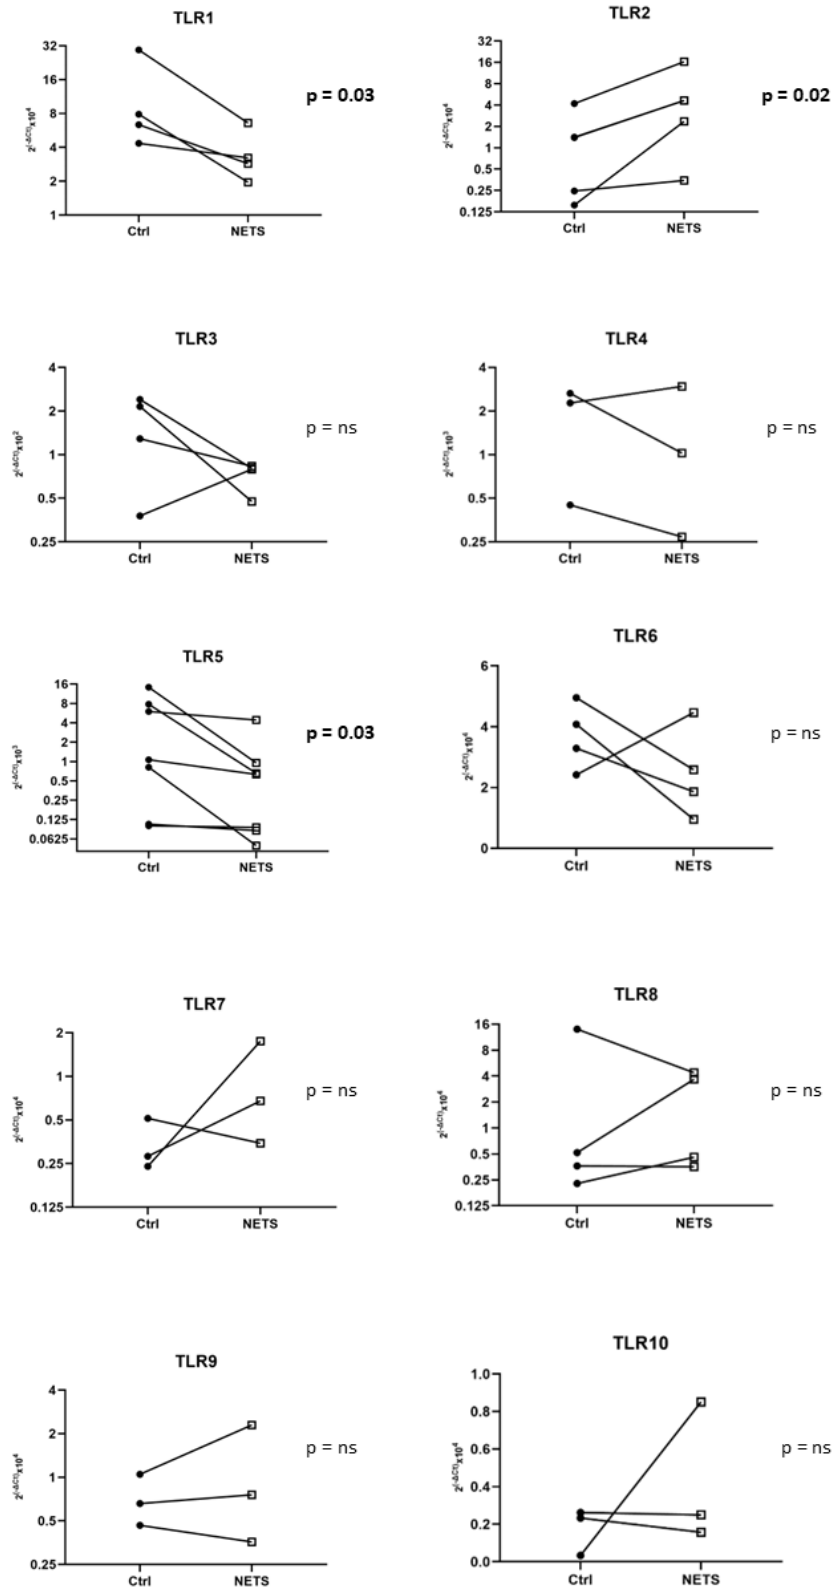 TLR1
32
16
8
4
2
1
2^(-ΔCt)x10^4
Ctrl
NETS
p = 0.03
TLR2
32
16
8
4
2
1
0.5
0.25
0.125
2^(-ΔCt)x10^4
Ctrl
NETS
p = 0.02
TLR3
4
2
1
0.5
0.25
2^(-ΔCt)x10^2
Ctrl
NETS
p = ns
TLR4
4
2
1
0.5
0.25
2^(-ΔCt)x10^3
Ctrl
NETS
p = ns
TLR5
16
8
4
2
1
0.5
0.25
0.125
0.0625
2^(-ΔCt)x10^3
Ctrl
NETS
p = 0.03
TLR6
6
4
2
0
2^(-ΔCt)x10^4
Ctrl
NETS
p = ns
TLR7
2
1
0.5
0.25
0.125
2^(-ΔCt)x10^4
Ctrl
NETS
p = ns
TLR8
16
8
4
2
1
0.5
0.25
0.125
2^(-ΔCt)x10^4
Ctrl
NETS
p = ns
TLR9
4
2
1
0.5
0.25
2^(-ΔCt)x10^4
Ctrl
NETS
p = ns
TLR10
1.0
0.8
0.6
0.4
0.2
0.0
2^(-ΔCt)x10^4
Ctrl
NETS
p = ns